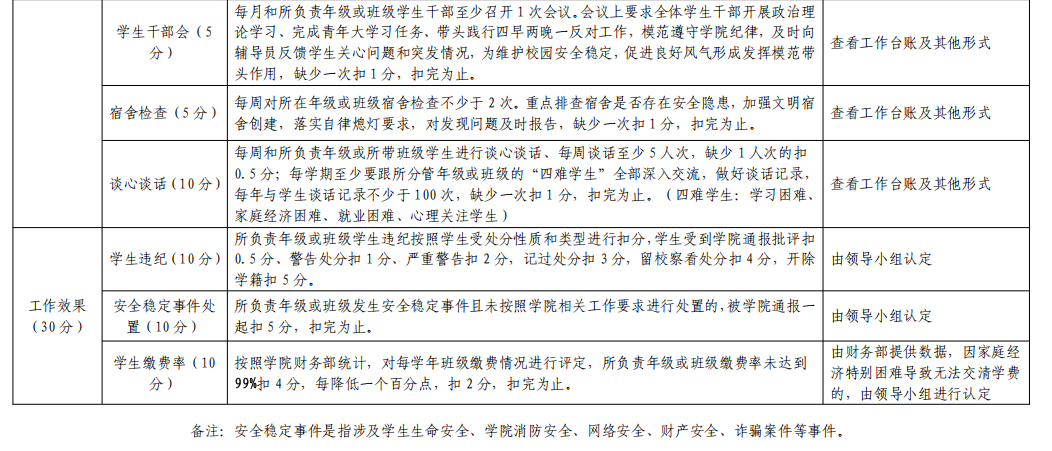 学生干部会（5
分）
每月和所负责年级或班级学生干部至少召开1次会议。会议上要求全体学生干部开展政治理
论学习、完成青年大学习任务、带头践行四早两晚一反对工作，模范遵守学院纪律，及时向
辅导员反馈学生关心问题和突发情况，为维护校园安全稳定，促进良好风气形成发挥模范带
头作用，缺少一次扣1分，扣完为止。
查看工作台账及其他形式
宿舍检查（5分）
每周对所在年级或班级宿舍检查不少于2次。重点排查宿舍是否存在安全隐患，加强文明宿
舍创建，落实自律熄灯要求，对发现问题及时报告，缺少一次扣1分，扣完为止。
查看工作台账及其他形式
谈心谈话（10分）
每周和所负责年级或所带班级学生进行谈心谈话、每周谈话至少5人次，缺少1人次的扣
0.5分；每学期至少要跟所分管年级或班级的“四难学生”全部深入交流，做好谈话记录，
每年与学生谈话记录不少于100次，缺少一次扣1分，扣完为止。（四难学生：学习困难、
家庭经济困难、就业困难、心理关注学生）
查看工作台账及其他形式
工作效果
（30分）
学生违纪（10分）
所负责年级或班级学生违纪按照学生受处分性质和类型进行扣分，学生受到学院通报批评扣
0.5分、警告处分扣1分、严重警告扣2分，记过处分扣3分，留校察看处分扣4分，开除
学籍扣5分。
由领导小组认定
安全稳定事件处
置（10分）
所负责年级或班级发生安全稳定事件且未按照学院相关工作要求进行处置的，被学院通报一
起扣5分，扣完为止。
由领导小组认定
学生缴费率（10
分）
按照学院财务部统计，对每学年班级缴费情况进行评定，所负责年级或班级缴费率未达到
99%扣4分，每降低一个百分点，扣2分，扣完为止。
由财务部提供数据，因家庭经
济特别困难导致无法交清学费
的，由领导小组进行认定
备注：安全稳定事件是指涉及学生生命安全、学院消防安全、网络安全、财产安全、诈骗案件等事件。